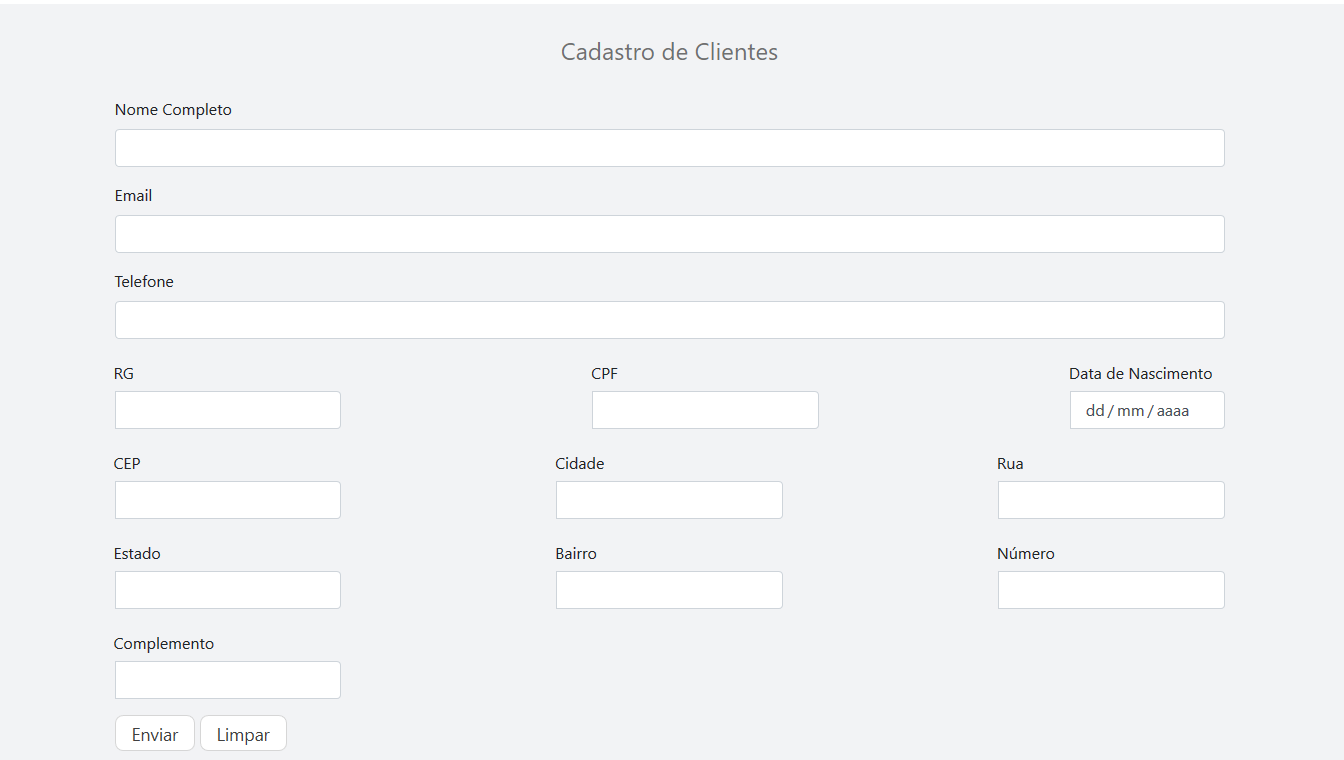 Cadastro de Clientes
Nome Completo
Email
Telefone
RG CPF Data de Nascimento
dd/mm/aaaa
CEP Cidade Rua
Estado Bairro Número
Complemento
Enviar Limpar